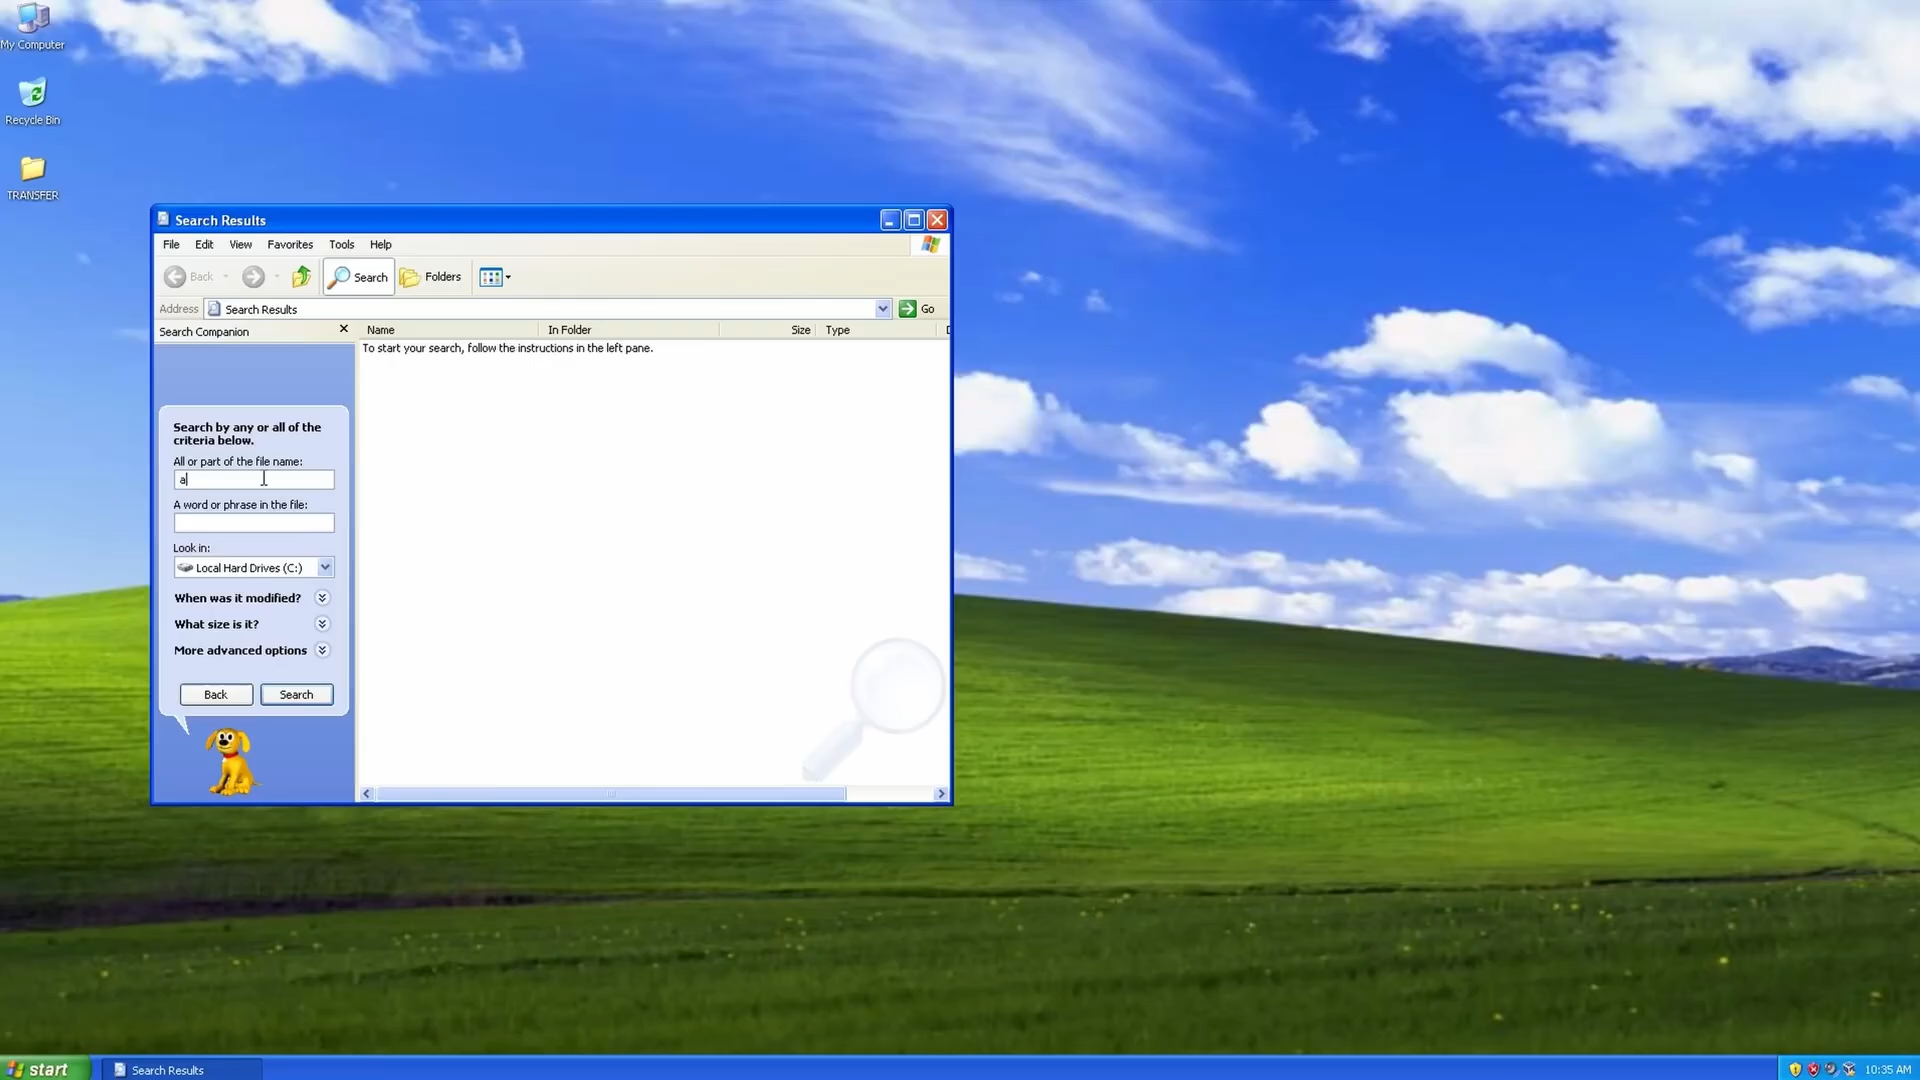 My Computer
Recycle Bin
TRANSFER
Search Results
File Edit View Favorites Tools Help
Back Search Folders
Address Search Results Go
Search Companion
Name In Folder Size Type D
To start your search, follow the instructions in the left pane.
Search by any or all of the
criteria below.
All or part of the file name:
a
A word or phrase in the file:
Look in:
Local Hard Drives (C:)
When was it modified?
What size is it?
More advanced options
Back Search
start Search Results 10:35 AM